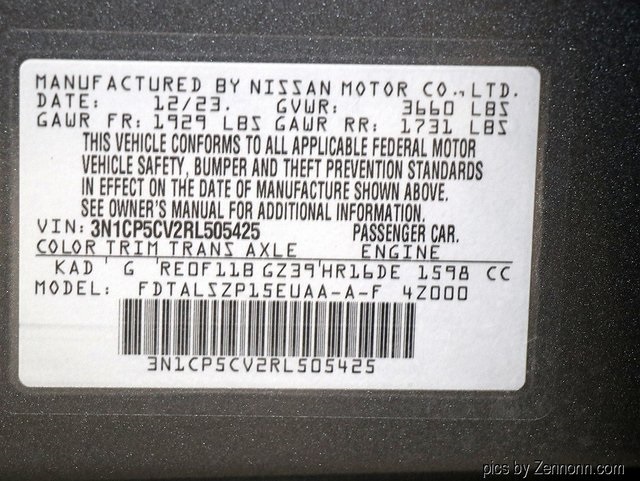 MANUFACTURED BY NISSAN MOTOR CO.,LTD.
DATE: 12/23. GVWR: 3660 LBS
GAWR FR: 1929 LBS GAWR RR: 1731 LBS
THIS VEHICLE CONFORMS TO ALL APPLICABLE FEDERAL MOTOR
VEHICLE SAFETY, BUMPER AND THEFT PREVENTION STANDARDS
IN EFFECT ON THE DATE OF MANUFACTURE SHOWN ABOVE.
SEE OWNER'S MANUAL FOR ADDITIONAL INFORMATION.
VIN: 3N1CP5CV2RL505425 PASSENGER CAR.
COLOR TRIM TRANS AXLE ENGINE
KAD G RE0F11B GZ39 HR16DE 1598 CC
MODEL: FDTALSZP15EUAA-A-F 4Z000
3N1CP5CV2RL505425
pics by Zennonn.com